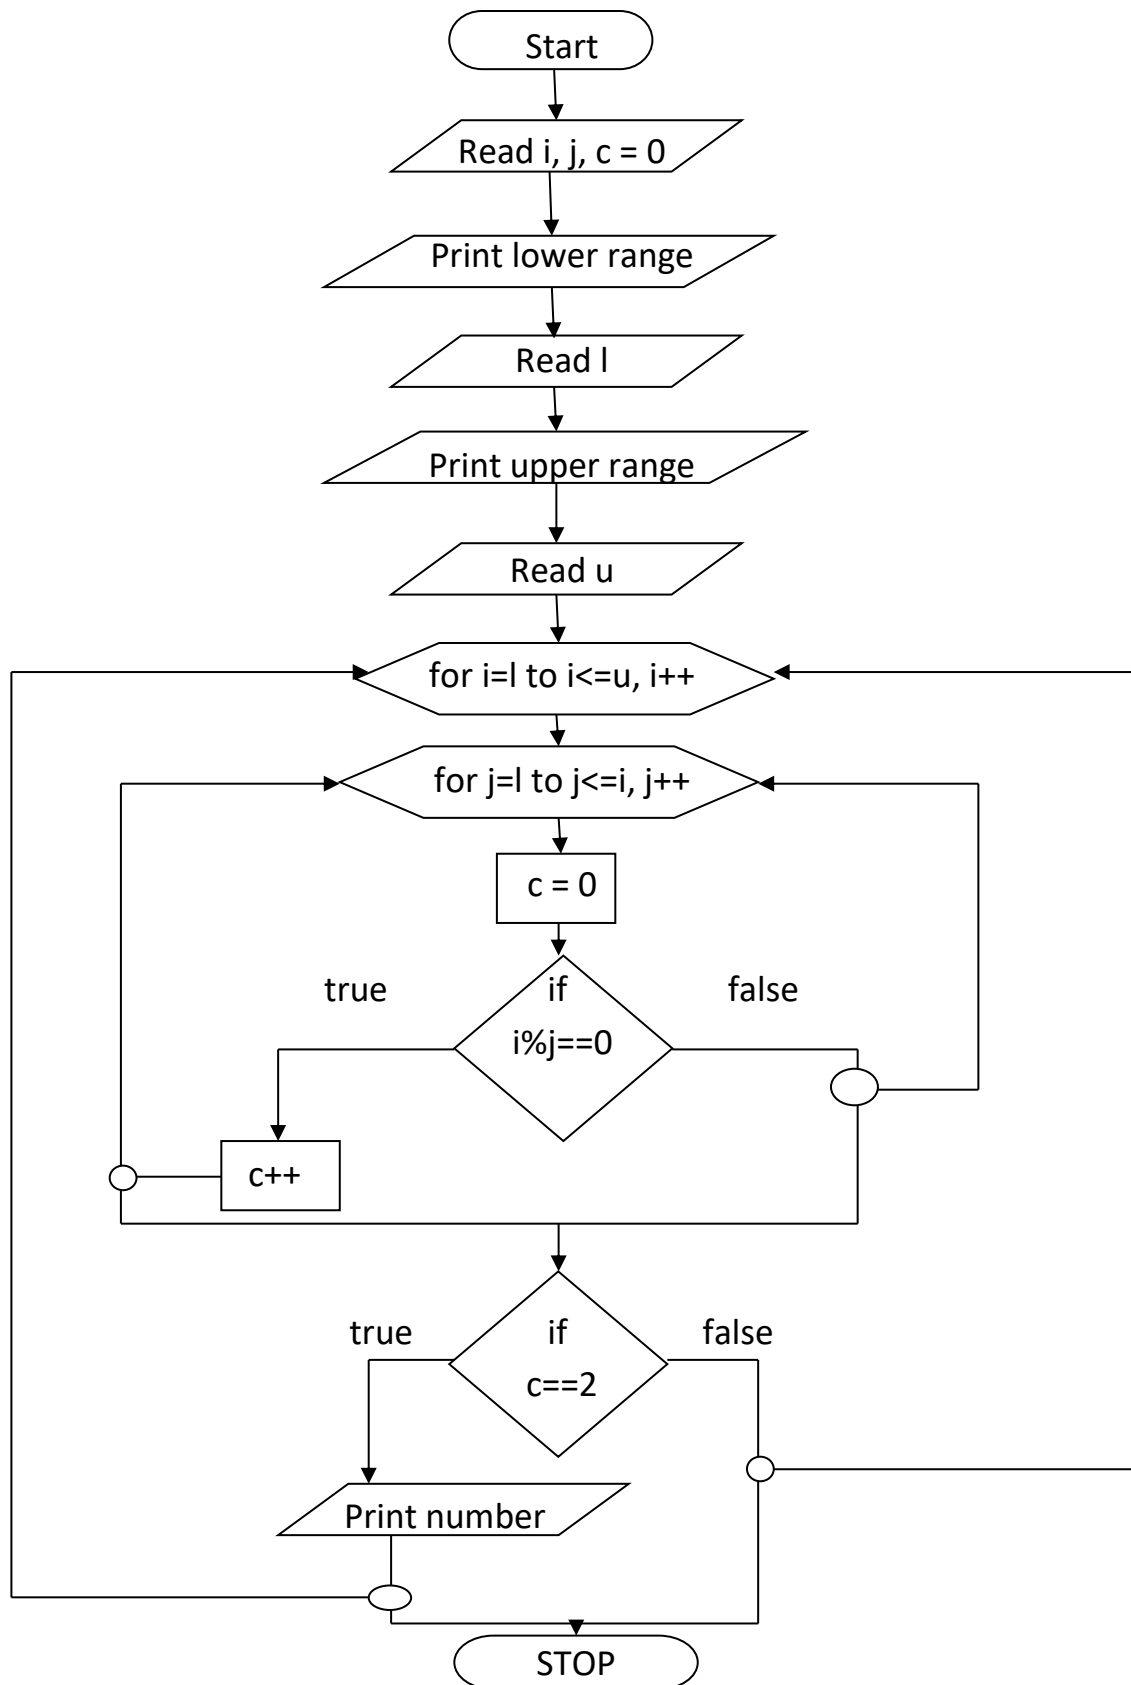 Start
Read i, j, c = 0
Print lower range
Read l
Print upper range
Read u
for i=l to i<=u, i++
for j=l to j<=i, j++
c = 0
true
if
false
i%j==0
c++
true
if
false
c==2
Print number
STOP